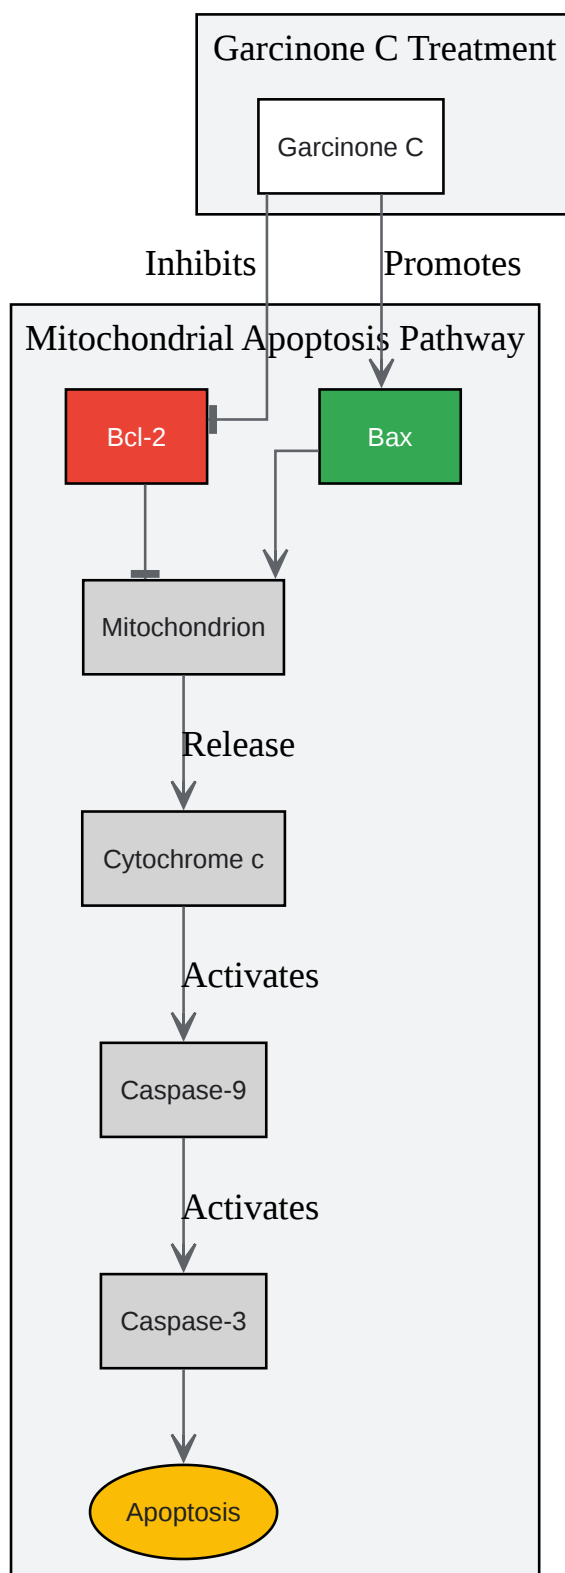 Garcinone C Treatment
Garcinone C
Inhibits
Promotes
Mitochondrial Apoptosis Pathway
Bcl-2
Bax
Mitochondrion
Release
Cytochrome c
Activates
Caspase-9
Activates
Caspase-3
Apoptosis